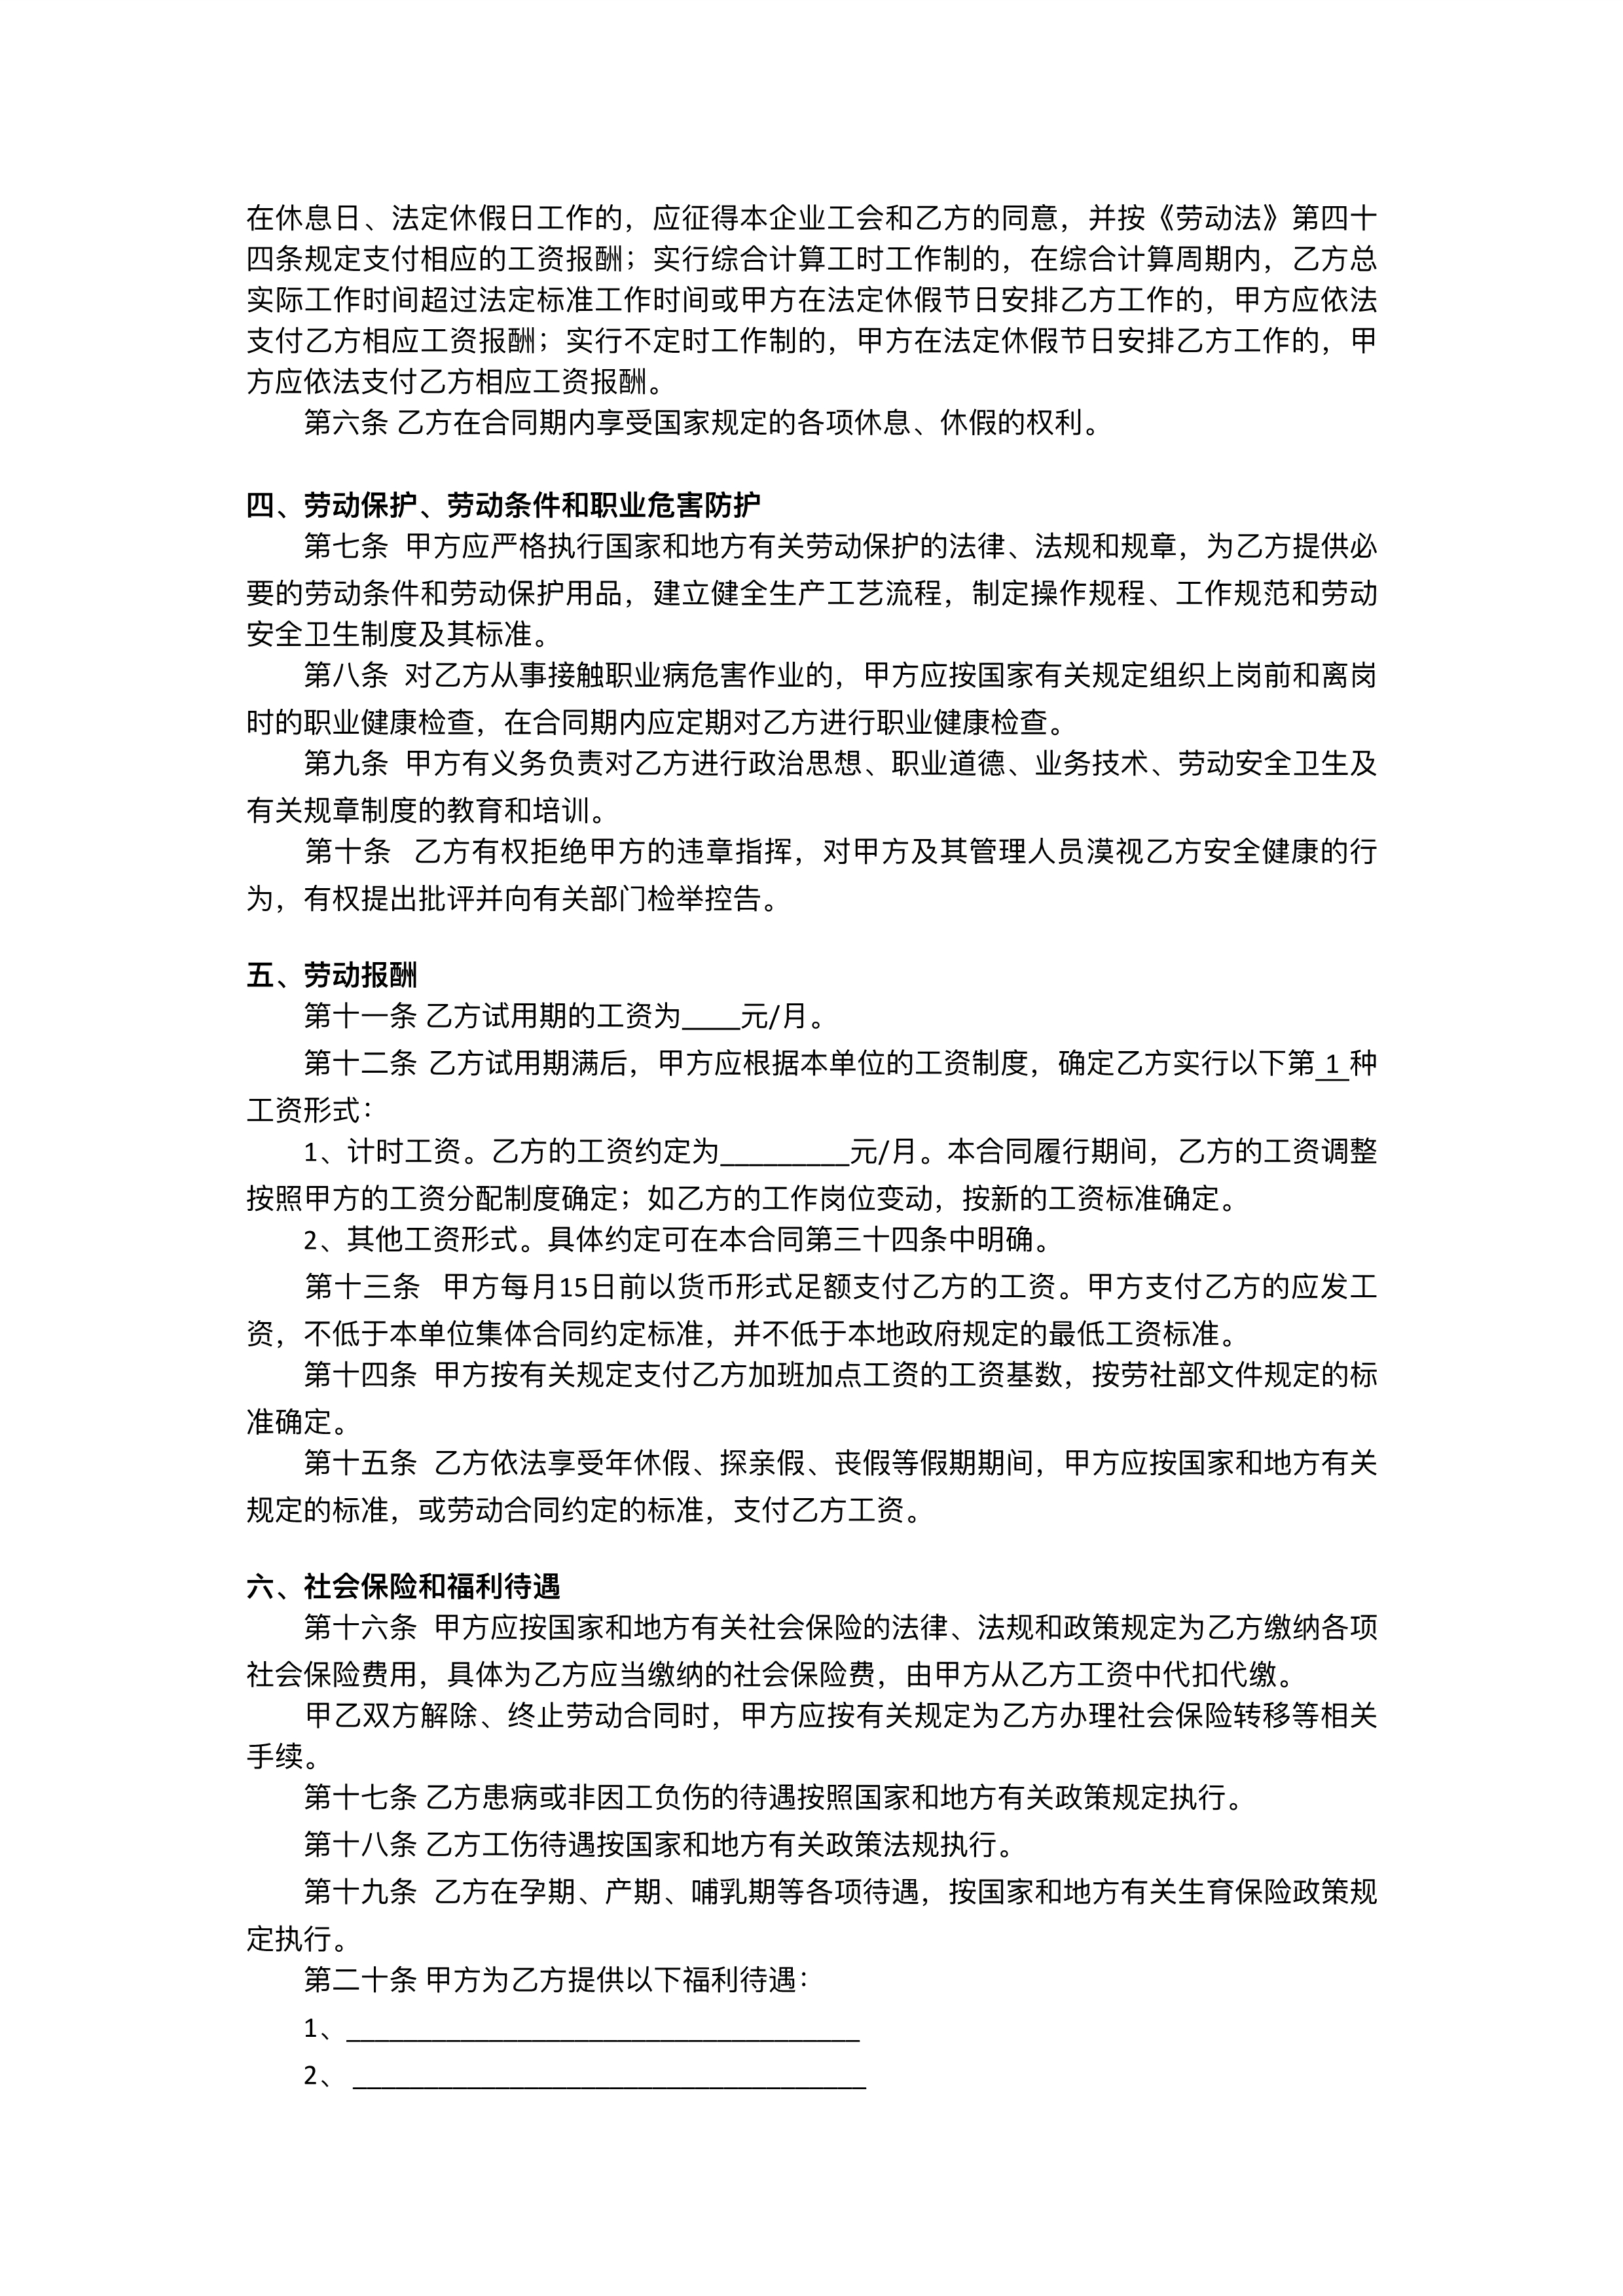 在休息日、法定休假日工作的，应征得本企业工会和乙方的同意，并按《劳动法》第四十
四条规定支付相应的工资报酬；实行综合计算工时工作制的，在综合计算周期内，乙方总
实际工作时间超过法定标准工作时间或甲方在法定休假节日安排乙方工作的，甲方应依法
支付乙方相应工资报酬；实行不定时工作制的，甲方在法定休假节日安排乙方工作的，甲
方应依法支付乙方相应工资报酬。
第六条 乙方在合同期内享受国家规定的各项休息、休假的权利。
四、劳动保护、劳动条件和职业危害防护
第七条 甲方应严格执行国家和地方有关劳动保护的法律、法规和规章，为乙方提供必
要的劳动条件和劳动保护用品，建立健全生产工艺流程，制定操作规程、工作规范和劳动
安全卫生制度及其标准。
第八条 对乙方从事接触职业病危害作业的，甲方应按国家有关规定组织上岗前和离岗
时的职业健康检查，在合同期内应定期对乙方进行职业健康检查。
第九条 甲方有义务负责对乙方进行政治思想、职业道德、业务技术、劳动安全卫生及
有关规章制度的教育和培训。
第十条 乙方有权拒绝甲方的违章指挥，对甲方及其管理人员漠视乙方安全健康的行
为，有权提出批评并向有关部门检举控告。
五、劳动报酬
第十一条 乙方试用期的工资为____元/月。
第十二条 乙方试用期满后，甲方应根据本单位的工资制度，确定乙方实行以下第 1 种
工资形式：
1、计时工资。乙方的工资约定为_________元/月。本合同履行期间，乙方的工资调整
按照甲方的工资分配制度确定；如乙方的工作岗位变动，按新的工资标准确定。
2、其他工资形式。具体约定可在本合同第三十四条中明确。
第十三条 甲方每月15日前以货币形式足额支付乙方的工资。甲方支付乙方的应发工
资，不低于本单位集体合同约定标准，并不低于本地政府规定的最低工资标准。
第十四条 甲方按有关规定支付乙方加班加点工资的工资基数，按劳社部文件规定的标
准确定。
第十五条 乙方依法享受年休假、探亲假、丧假等假期期间，甲方应按国家和地方有关
规定的标准，或劳动合同约定的标准，支付乙方工资。
六、社会保险和福利待遇
第十六条 甲方应按国家和地方有关社会保险的法律、法规和政策规定为乙方缴纳各项
社会保险费用，具体为乙方应当缴纳的社会保险费，由甲方从乙方工资中代扣代缴。
甲乙双方解除、终止劳动合同时，甲方应按有关规定为乙方办理社会保险转移等相关
手续。
第十七条 乙方患病或非因工负伤的待遇按照国家和地方有关政策规定执行。
第十八条 乙方工伤待遇按国家和地方有关政策法规执行。
第十九条 乙方在孕期、产期、哺乳期等各项待遇，按国家和地方有关生育保险政策规
定执行。
第二十条 甲方为乙方提供以下福利待遇：
1、____________________________________
2、 ____________________________________